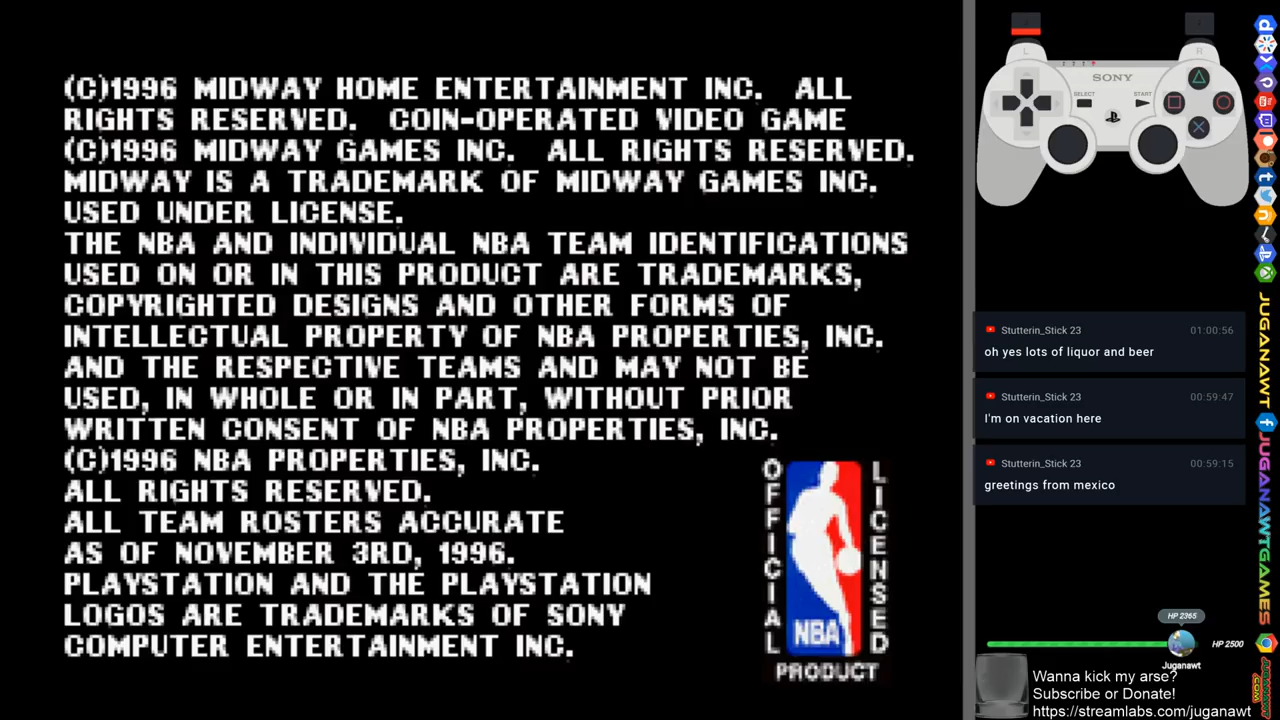 (C)1996 MIDWAY HOME ENTERTAINMENT INC.  ALL
RIGHTS RESERVED.  COIN-OPERATED VIDEO GAME
(C)1996 MIDWAY GAMES INC.  ALL RIGHTS RESERVED.
MIDWAY IS A TRADEMARK OF MIDWAY GAMES INC.
USED UNDER LICENSE.
THE NBA AND INDIVIDUAL NBA TEAM IDENTIFICATIONS
USED ON OR IN THIS PRODUCT ARE TRADEMARKS,
COPYRIGHTED DESIGNS AND OTHER FORMS OF
INTELLECTUAL PROPERTY OF NBA PROPERTIES, INC.
AND THE RESPECTIVE TEAMS AND MAY NOT BE
USED, IN WHOLE OR IN PART, WITHOUT PRIOR
WRITTEN CONSENT OF NBA PROPERTIES, INC.
(C)1996 NBA PROPERTIES, INC.
ALL RIGHTS RESERVED.
ALL TEAM ROSTERS ACCURATE
AS OF NOVEMBER 3RD, 1996.
PLAYSTATION AND THE PLAYSTATION
LOGOS ARE TRADEMARKS OF SONY
COMPUTER ENTERTAINMENT INC.
OFFICIAL
NBA
LICENSED
PRODUCT
L
R
SONY
SELECT
START
Stutterin_Stick 23
01:00:56
oh yes lots of liquor and beer
Stutterin_Stick 23
00:59:47
I'm on vacation here
Stutterin_Stick 23
00:59:15
greetings from mexico
HP 2365
HP 2500
Juganawt
Wanna kick my arse?
Subscribe or Donate!
https://streamlabs.com/juganawt
JUGANAWT
JUGANAWTGAMES
JUGANAWT.COM